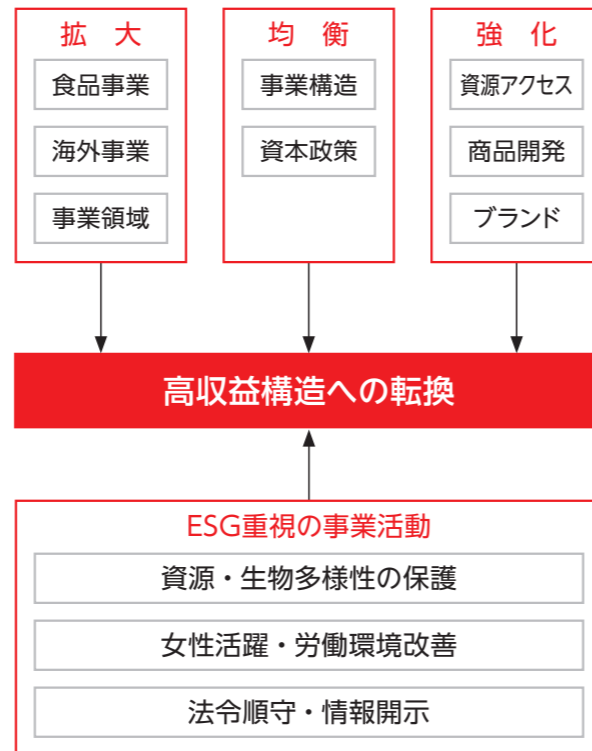 拡　大
食品事業
海外事業
事業領域
均　衡
事業構造
資本政策
強　化
資源アクセス
商品開発
ブランド
高収益構造への転換
ESG重視の事業活動
資源・生物多様性の保護
女性活躍・労働環境改善
法令順守・情報開示